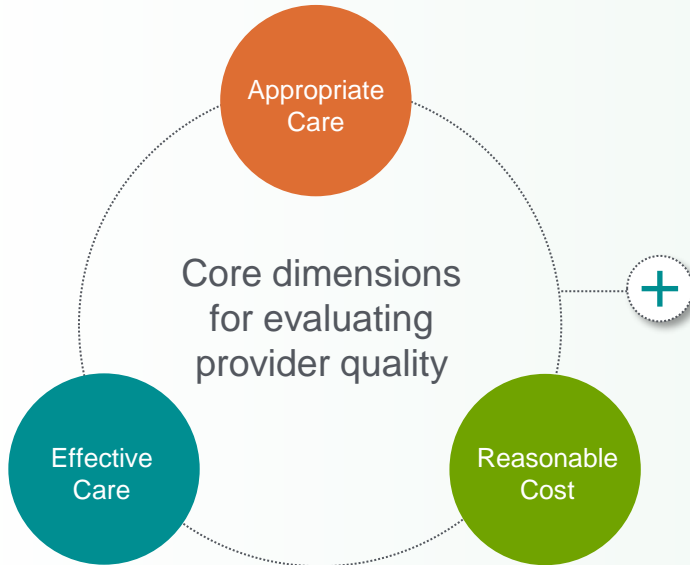 Appropriate
Care
Core dimensions
for evaluating
provider quality
+
Effective
Care
Reasonable
Cost